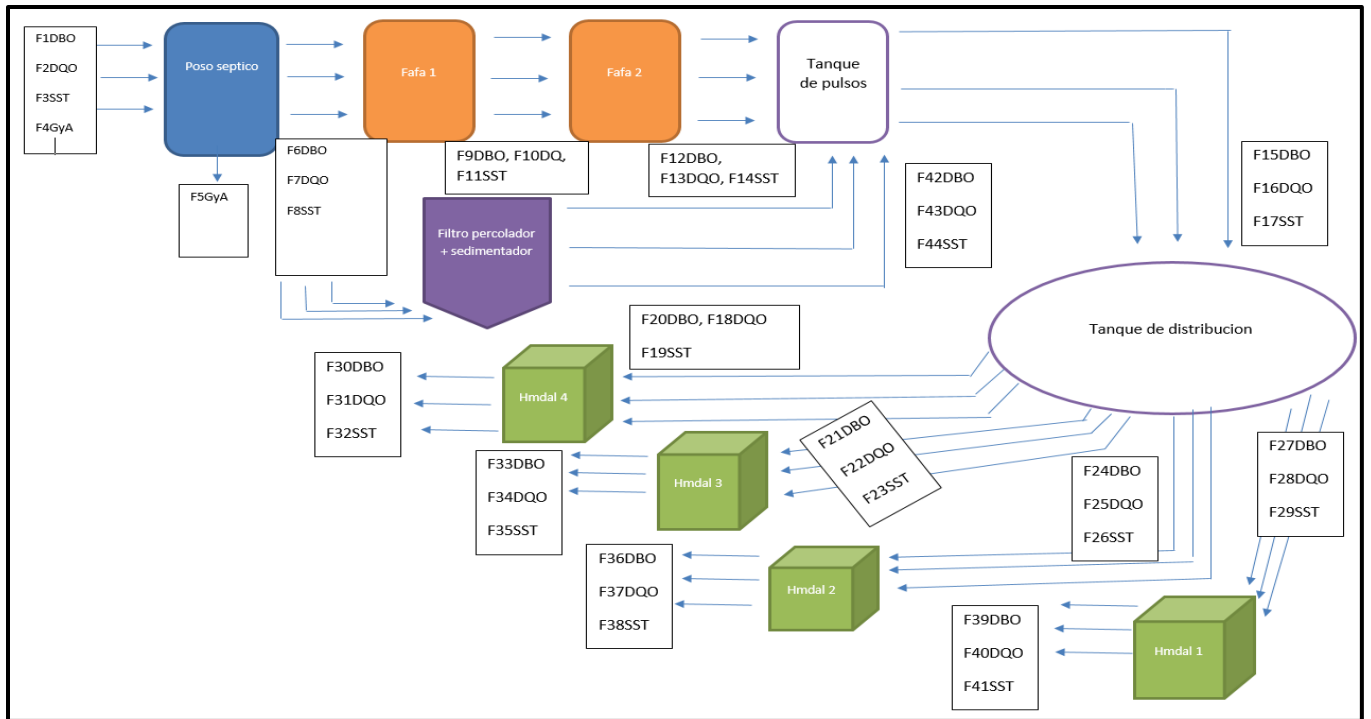 F1DBO
F2DQO
F3SST
F4GyA
Poso septico
Fafa 1
Fafa 2
Tanque
de pulsos
F5GyA
F6DBO
F7DQO
F8SST
F9DBO, F10DQ,
F11SST
F12DBO,
F13DQO, F14SST
F42DBO
F43DQO
F44SST
F15DBO
F16DQO
F17SST
Filtro percolador
+ sedimentador
Tanque de distribucion
F20DBO, F18DQO
F19SST
Hmdal 4
F30DBO
F31DQO
F32SST
F21DBO
F22DQO
F23SST
Hmdal 3
F33DBO
F34DQO
F35SST
F24DBO
F25DQO
F26SST
F27DBO
F28DQO
F29SST
Hmdal 2
F36DBO
F37DQO
F38SST
Hmdal 1
F39DBO
F40DQO
F41SST